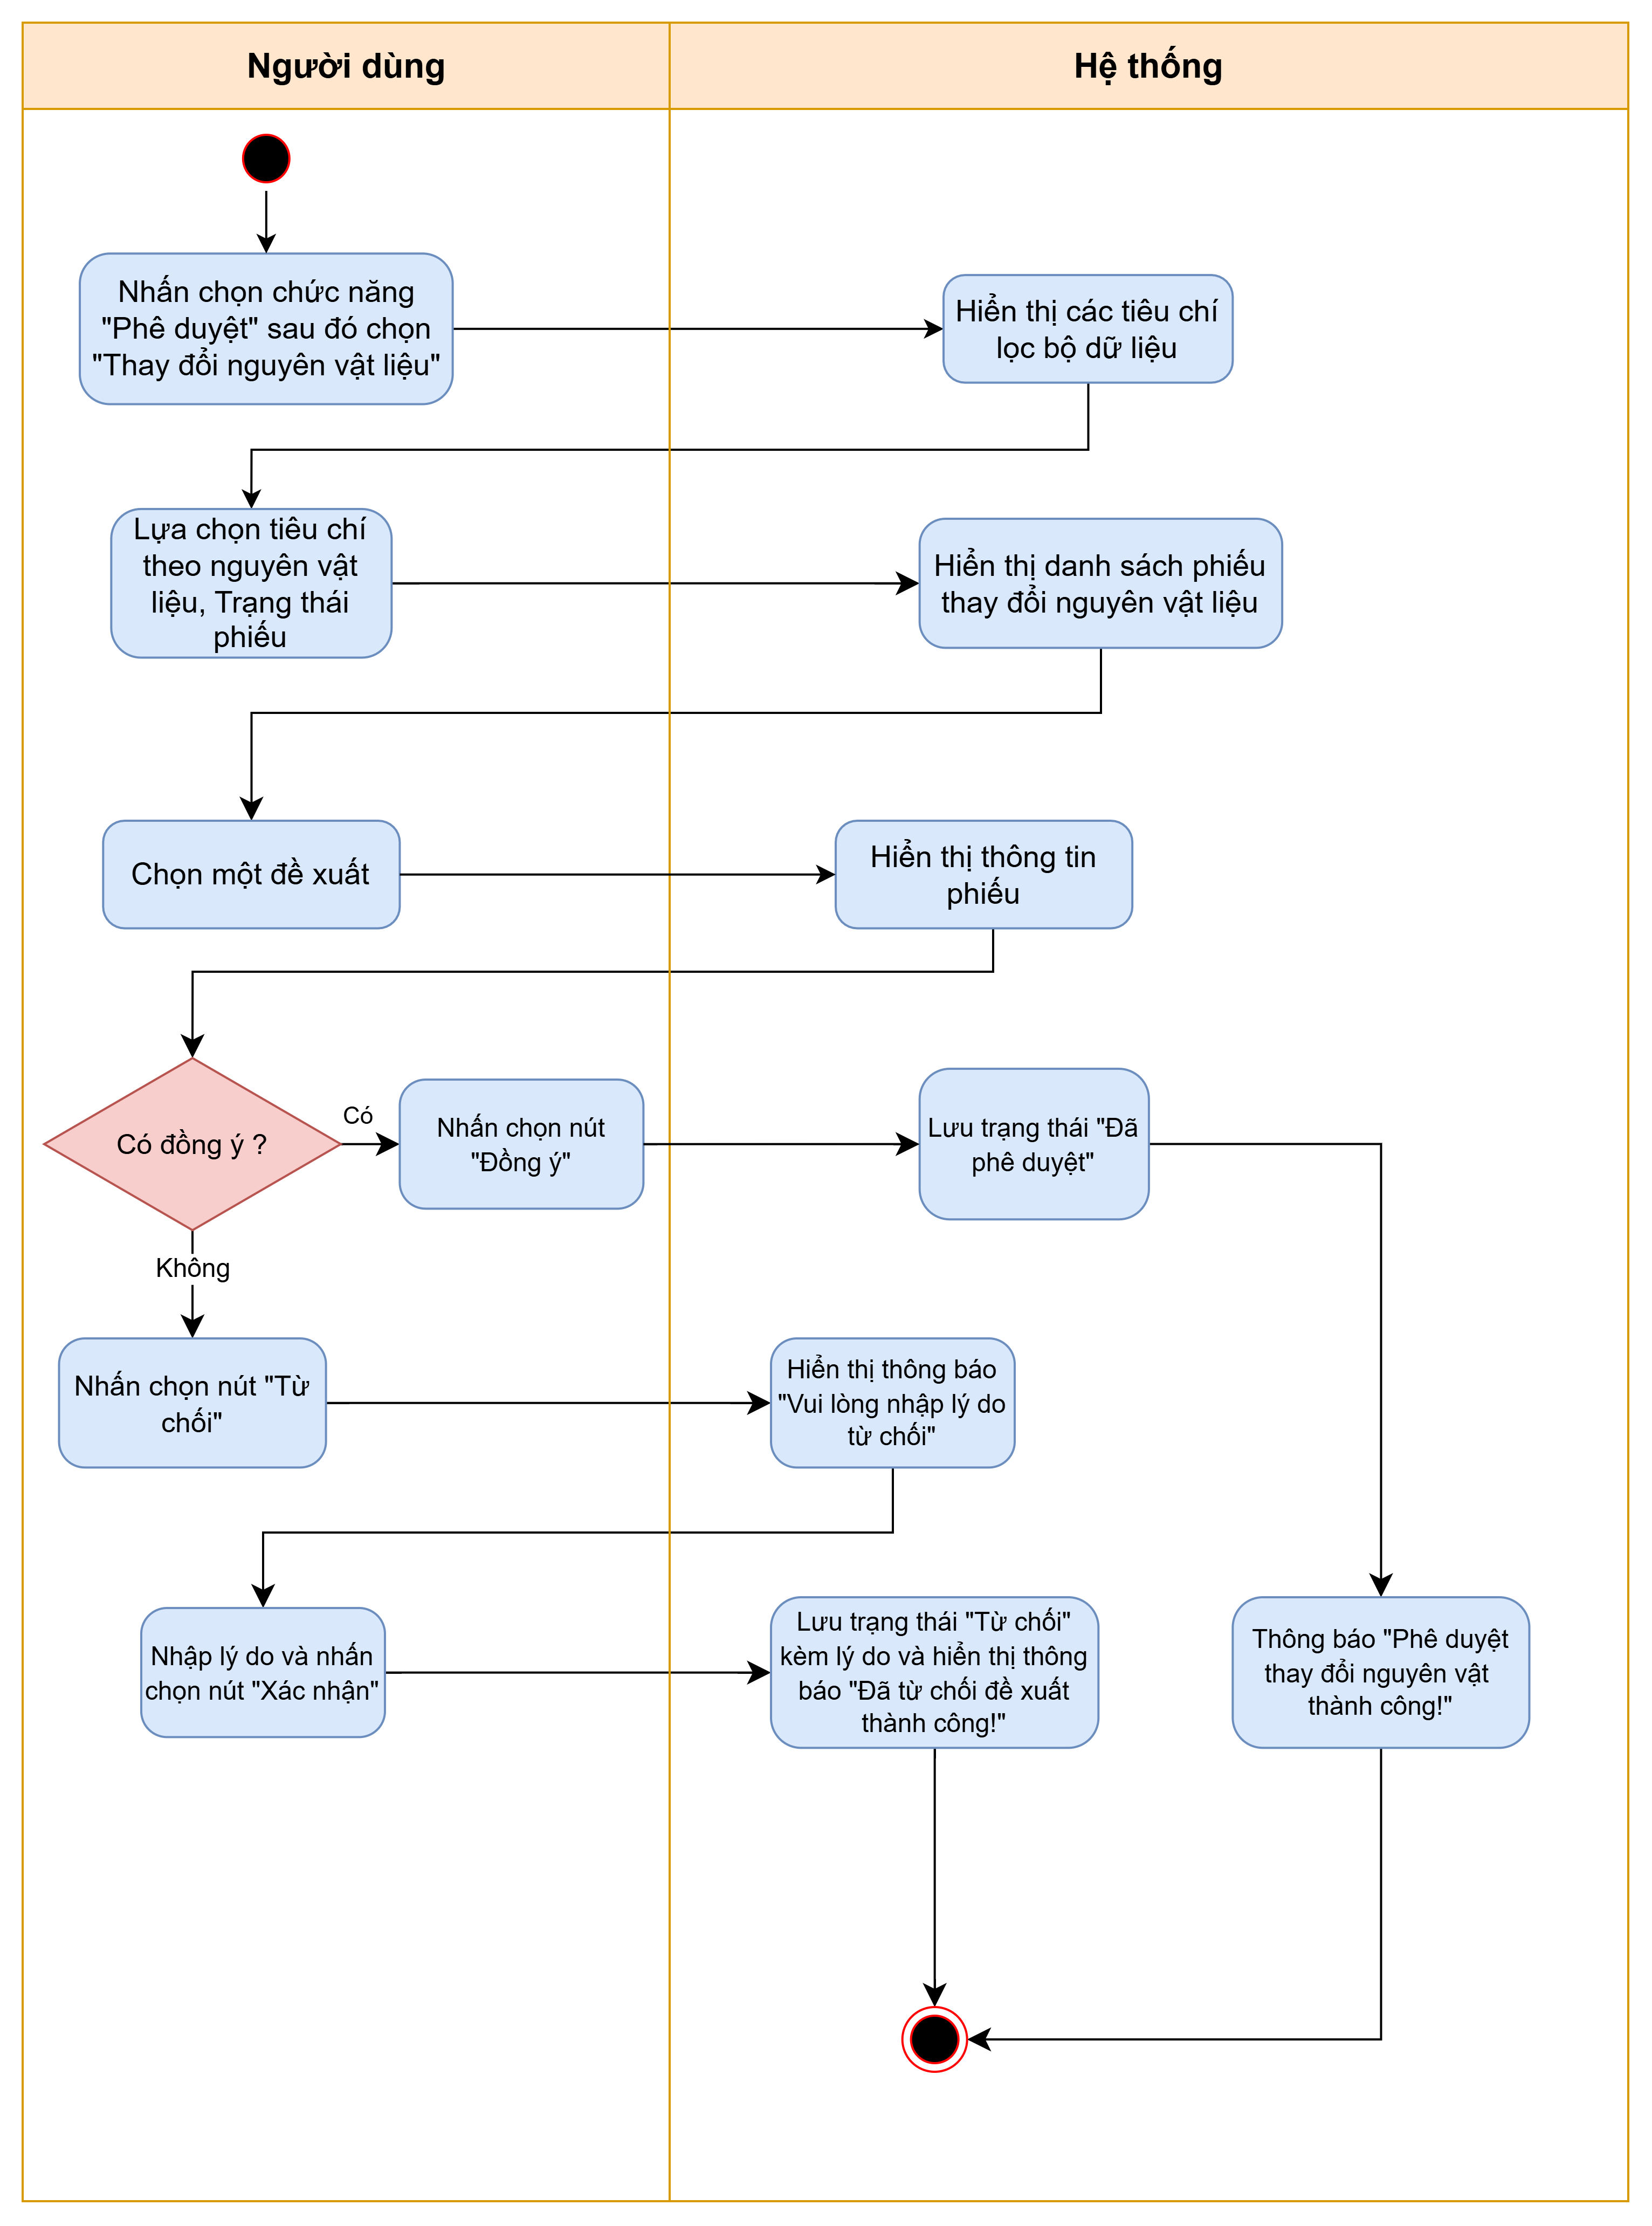 Người dùng
Hệ thống
Nhấn chọn chức năng
"Phê duyệt" sau đó chọn
"Thay đổi nguyên vật liệu"
Hiển thị các tiêu chí
lọc bộ dữ liệu
Lựa chọn tiêu chí
theo nguyên vật
liệu, Trạng thái
phiếu
Hiển thị danh sách phiếu
thay đổi nguyên vật liệu
Chọn một đề xuất
Hiển thị thông tin
phiếu
Có đồng ý ?
Có
Nhấn chọn nút
"Đồng ý"
Lưu trạng thái "Đã
phê duyệt"
Không
Nhấn chọn nút "Từ
chối"
Hiển thị thông báo
"Vui lòng nhập lý do
từ chối"
Nhập lý do và nhấn
chọn nút "Xác nhận"
Lưu trạng thái "Từ chối"
kèm lý do và hiển thị thông
báo "Đã từ chối đề xuất
thành công!"
Thông báo "Phê duyệt
thay đổi nguyên vật
thành công!"